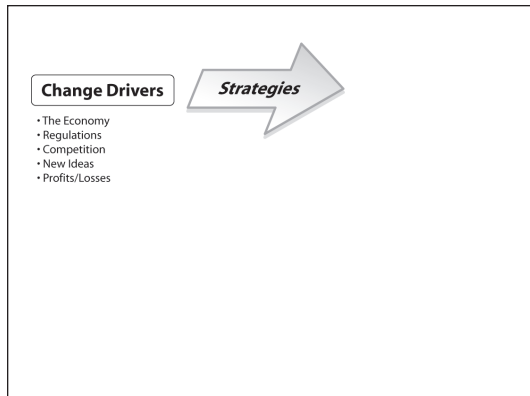 Change Drivers
Strategies
• The Economy
• Regulations
• Competition
• New Ideas
• Profits/Losses